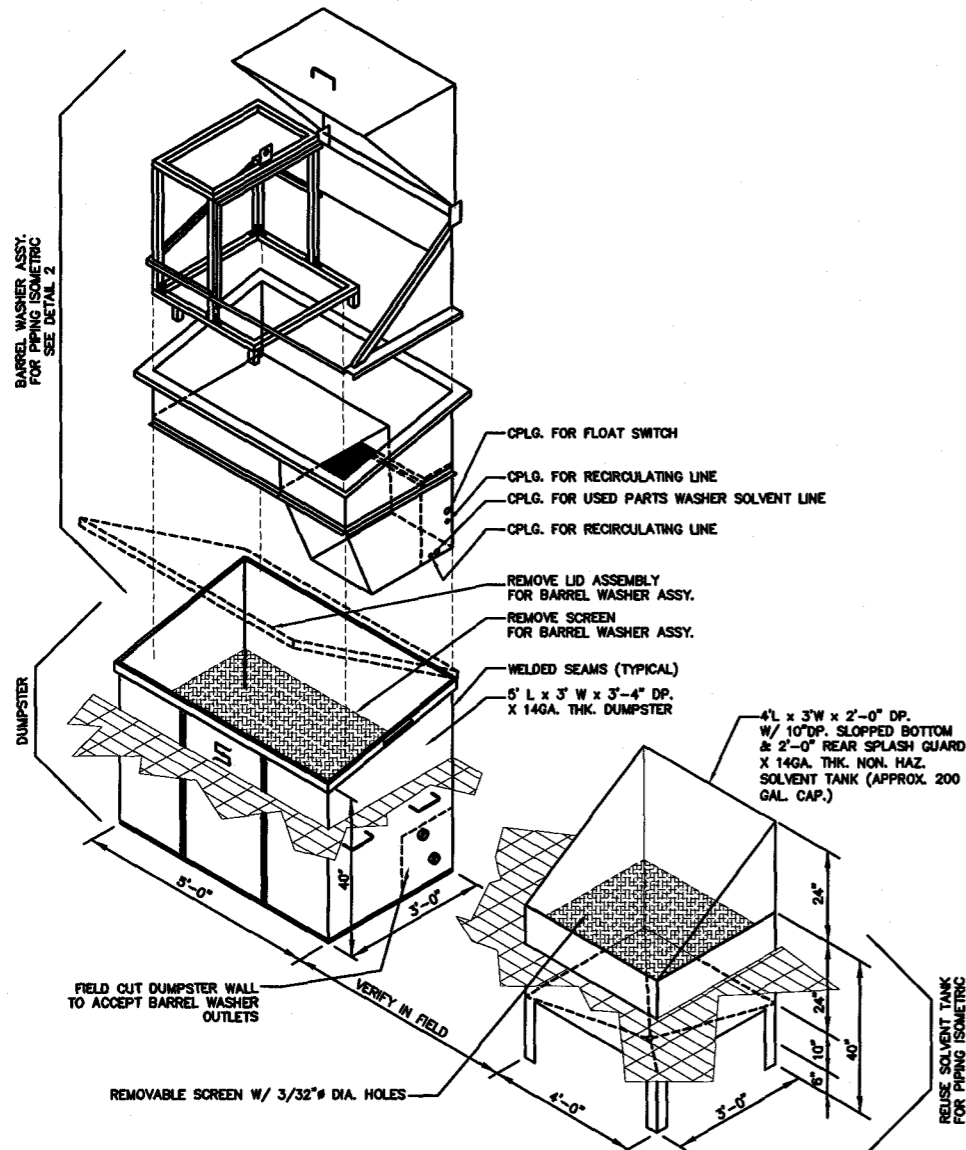 BARREL WASHER ASSY.
FOR PIPING ISOMETRIC
SEE DETAIL 2
CPLG. FOR FLOAT SWITCH
CPLG. FOR RECIRCULATING LINE
CPLG. FOR USED PARTS WASHER SOLVENT LINE
CPLG. FOR RECIRCULATING LINE
REMOVE LID ASSEMBLY
FOR BARREL WASHER ASSY.
REMOVE SCREEN
FOR BARREL WASHER ASSY.
WELDED SEAMS (TYPICAL)
5' L x 3' W x 3'-4" DP.
X 14GA. THK. DUMPSTER
DUMPSTER
4'L x 3'W x 2'-0" DP.
W/ 10"DP. SLOPPED BOTTOM
& 2'-0" REAR SPLASH GUARD
X 14GA. THK. NON. HAZ.
SOLVENT TANK (APPROX. 200
GAL. CAP.)
40"
5'-0"
3'-0"
24"
24"
10"
6"
40"
FIELD CUT DUMPSTER WALL
TO ACCEPT BARREL WASHER
OUTLETS
VERIFY IN FIELD
REMOVABLE SCREEN W/ 3/32"ø DIA. HOLES
4'-0"
3'-0"
REUSE SOLVENT TANK
FOR PIPING ISOMETRIC